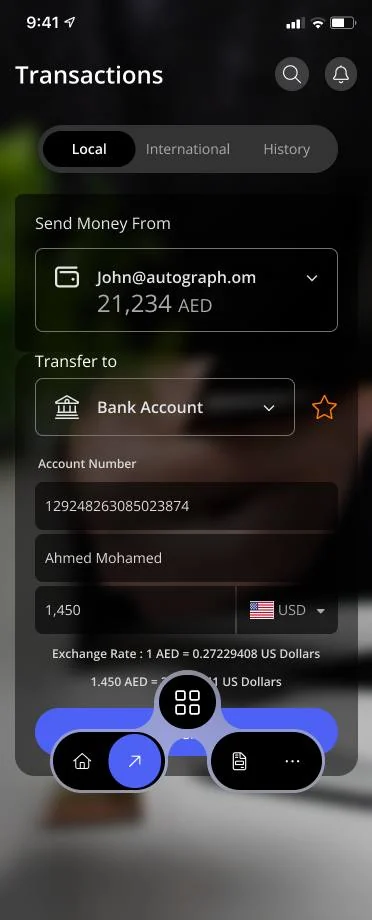 9:41
Transactions
Local International History
Send Money From
John@autograph.om
21,234 AED
Transfer to
Bank Account
Account Number
129248263085023874
Ahmed Mohamed
1,450 USD
Exchange Rate : 1 AED = 0.27229408 US Dollars
1.450 AED = US Dollars